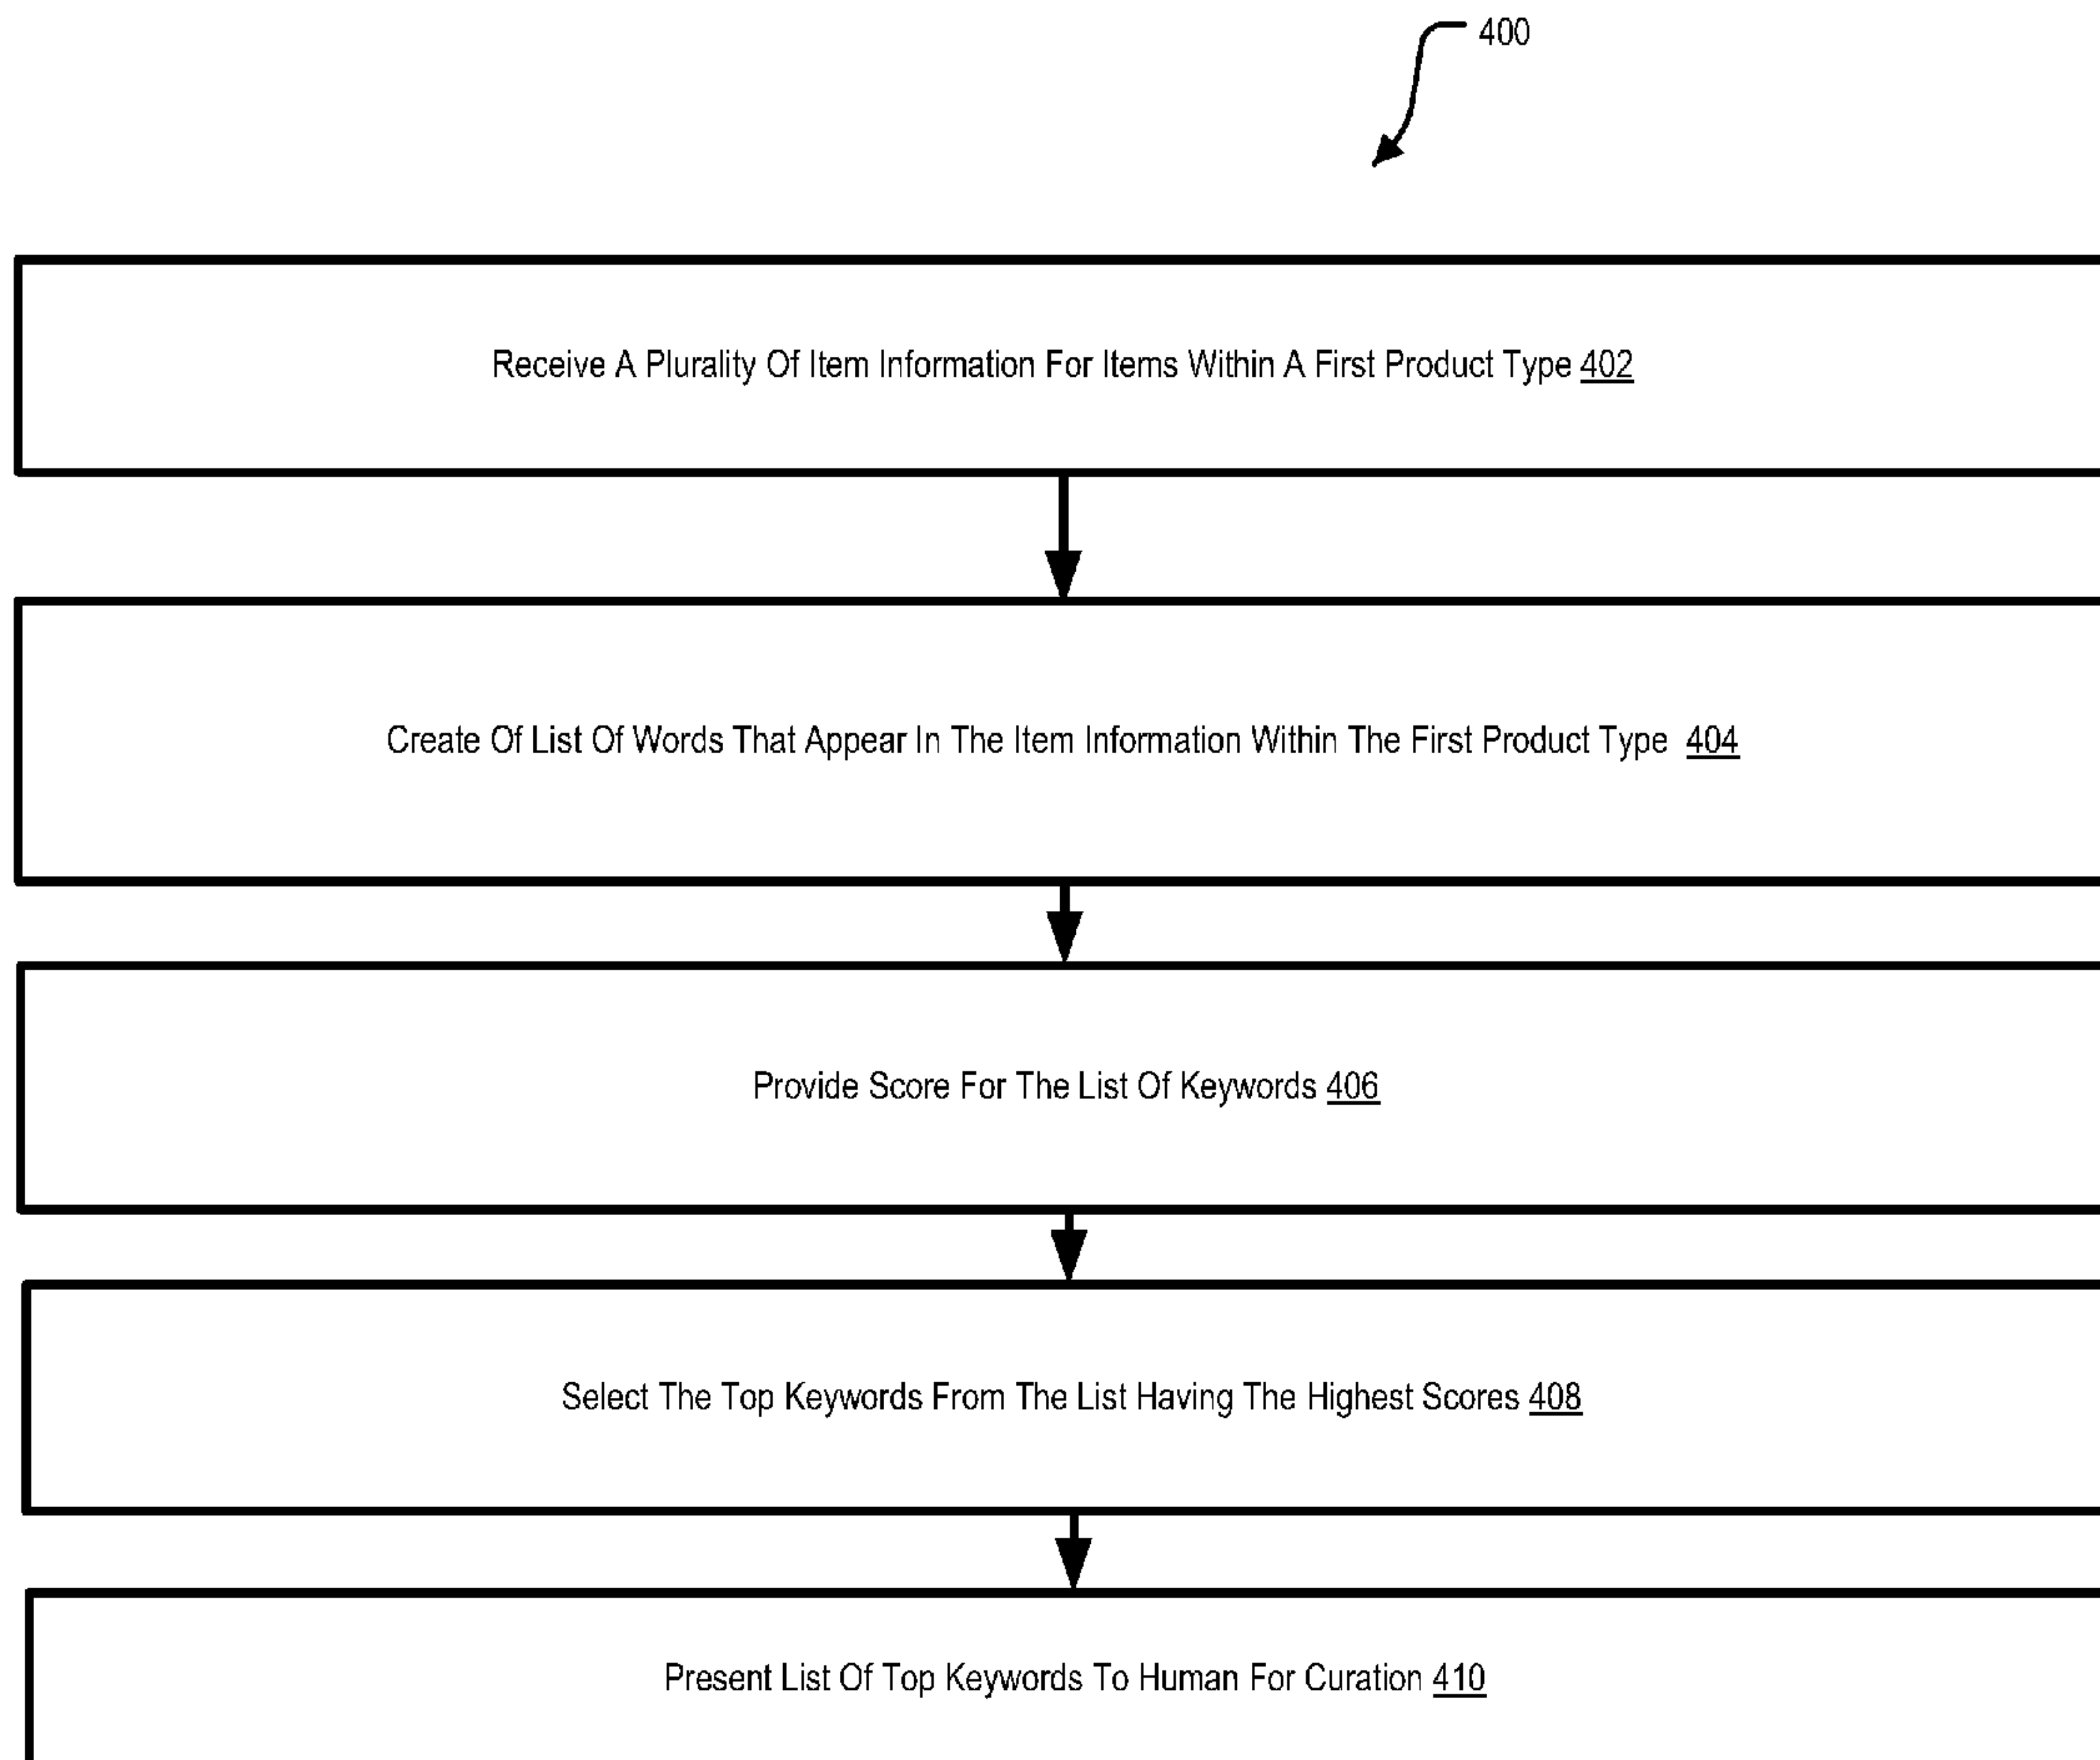 400
Receive A Plurality Of Item Information For Items Within A First Product Type 402
Create Of List Of Words That Appear In The Item Information Within The First Product Type 404
Provide Score For The List Of Keywords 406
Select The Top Keywords From The List Having The Highest Scores 408
Present List Of Top Keywords To Human For Curation 410